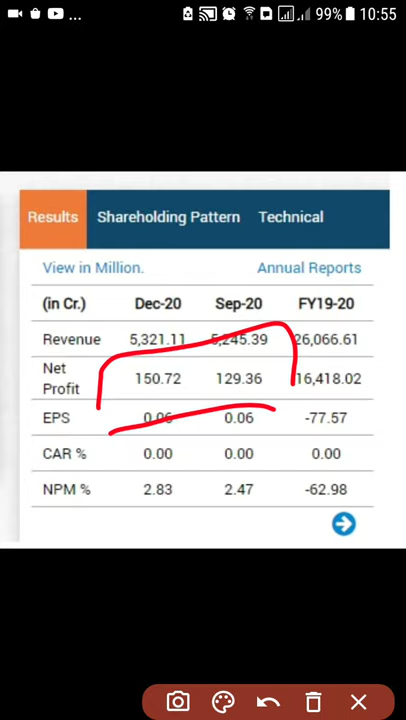 ... 99% 10:55
Results Shareholding Pattern Technical
View in Million. Annual Reports
(in Cr.) Dec-20 Sep-20 FY19-20
Revenue 5,321.11 5,245.39 26,066.61
Net Profit 150.72 129.36 16,418.02
EPS 0.06 0.06 -77.57
CAR % 0.00 0.00 0.00
NPM % 2.83 2.47 -62.98